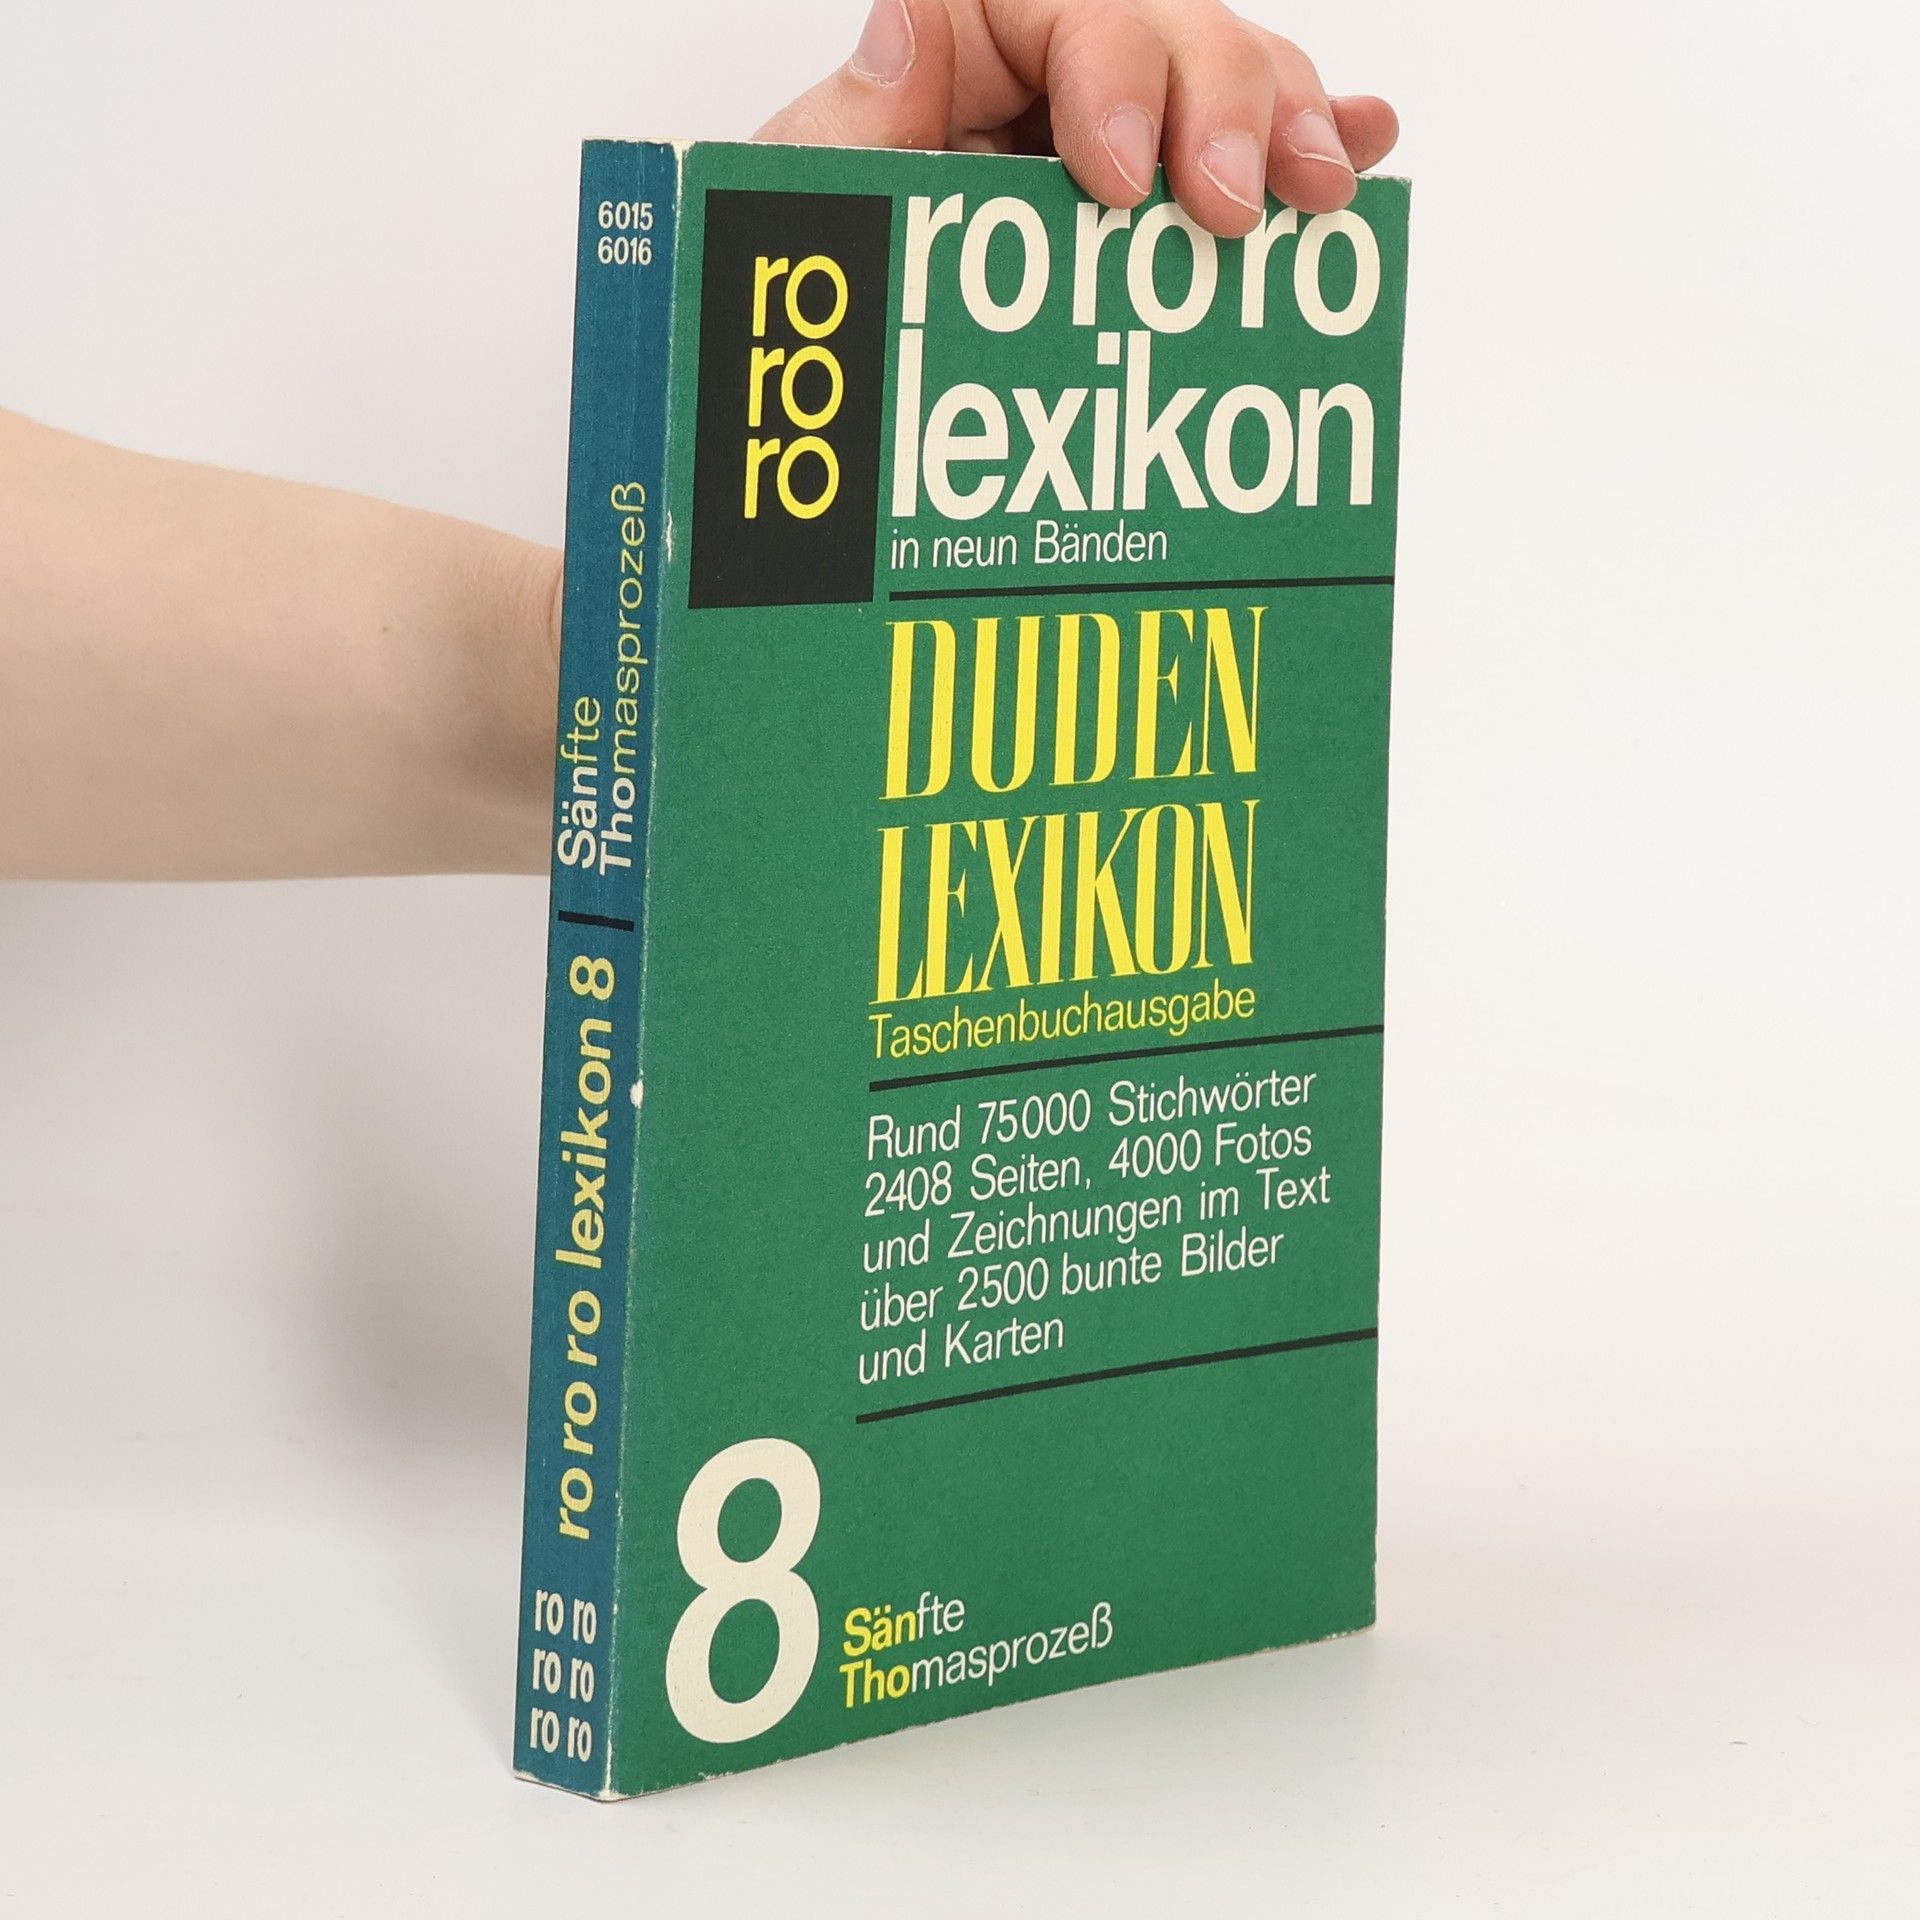 6015
6016
Sänfte
Thomasprozeß
ro ro ro lexikon 8
ro ro
ro ro
ro ro
ro
ro
ro
ro ro ro
lexikon
in neun Bänden
DUDEN
LEXIKON
Taschenbuchausgabe
Rund 75000 Stichwörter
2408 Seiten, 4000 Fotos
und Zeichnungen im Text
über 2500 bunte Bilder
und Karten
8
Sänfte
Thomasprozeß